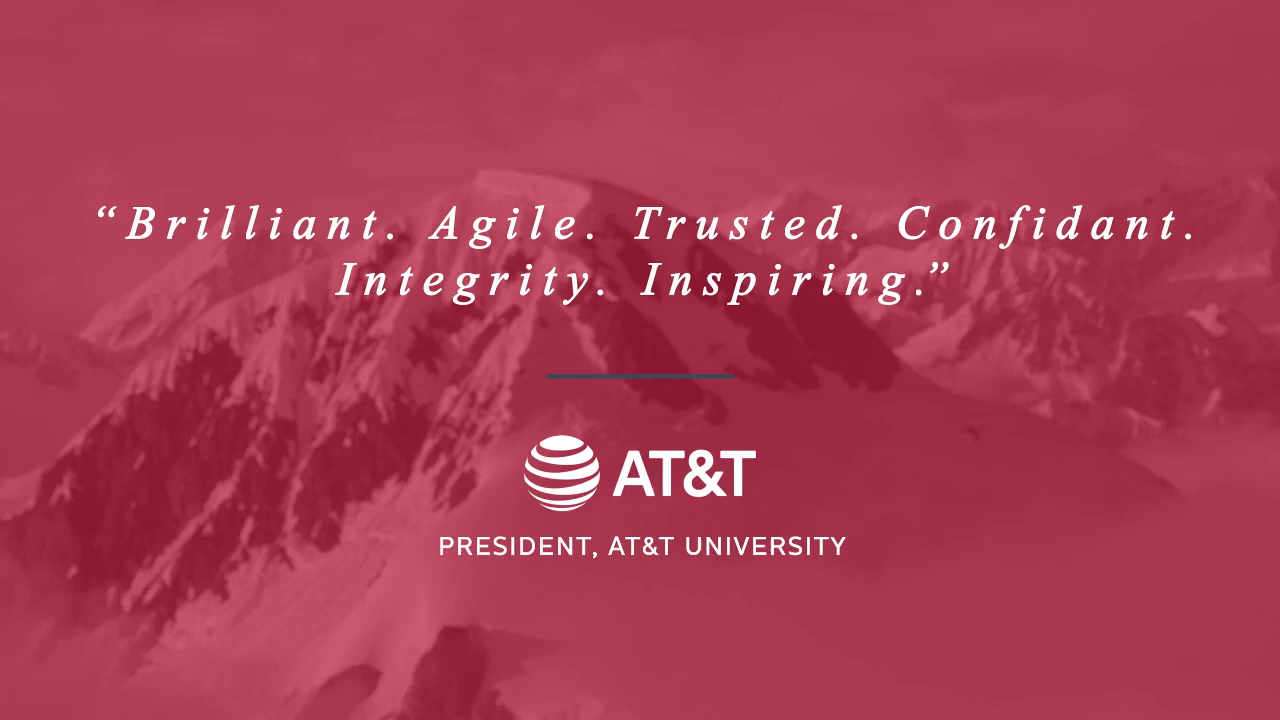 “Brilliant. Agile. Trusted. Confidant.
Integrity. Inspiring.”
AT&T
PRESIDENT, AT&T UNIVERSITY